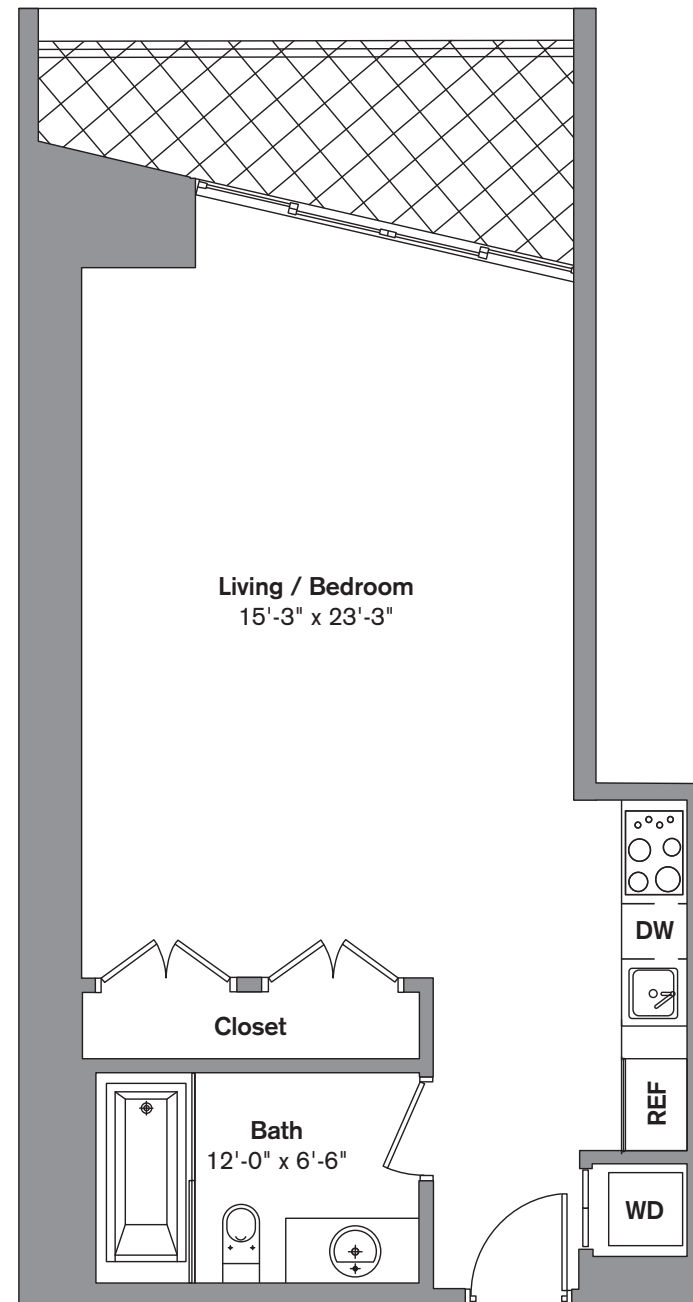 Living / Bedroom
15'-3" x 23'-3"
DW
Closet
REF
Bath
12'-0" x 6'-6"
WD